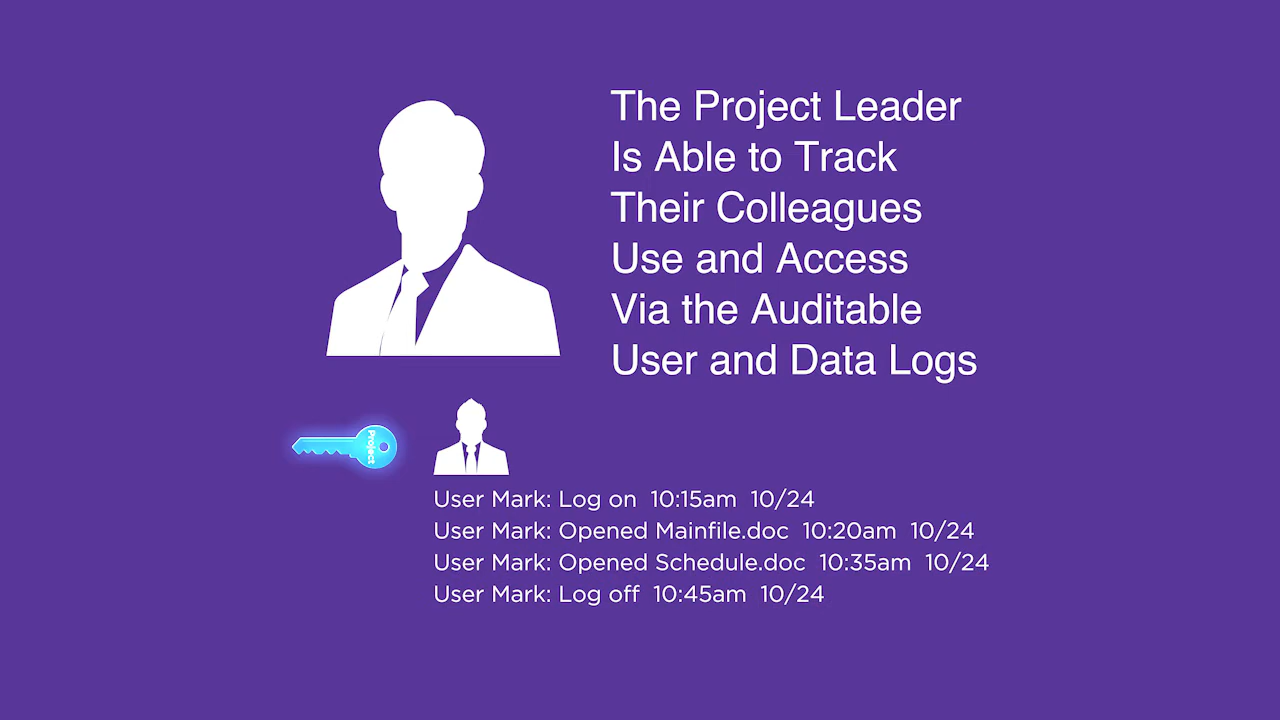 The Project Leader
Is Able to Track
Their Colleagues
Use and Access
Via the Auditable
User and Data Logs
Project
User Mark: Log on  10:15am  10/24
User Mark: Opened Mainfile.doc  10:20am  10/24
User Mark: Opened Schedule.doc  10:35am  10/24
User Mark: Log off  10:45am  10/24